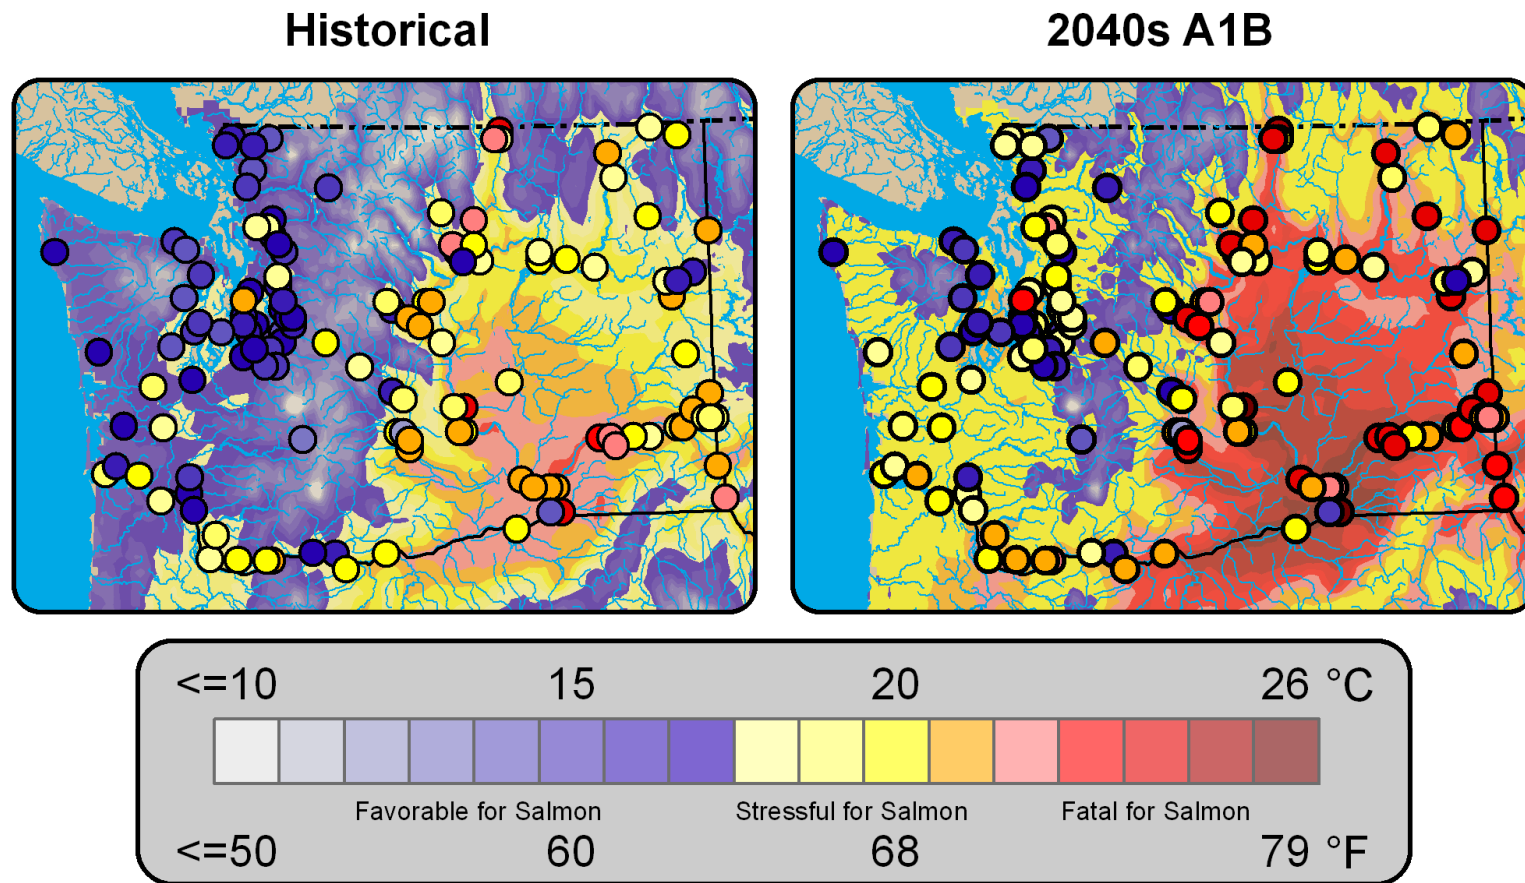 Historical 2040s A1B
<=10 15 20 26 °C
Favorable for Salmon Stressful for Salmon Fatal for Salmon
<=50 60 68 79 °F